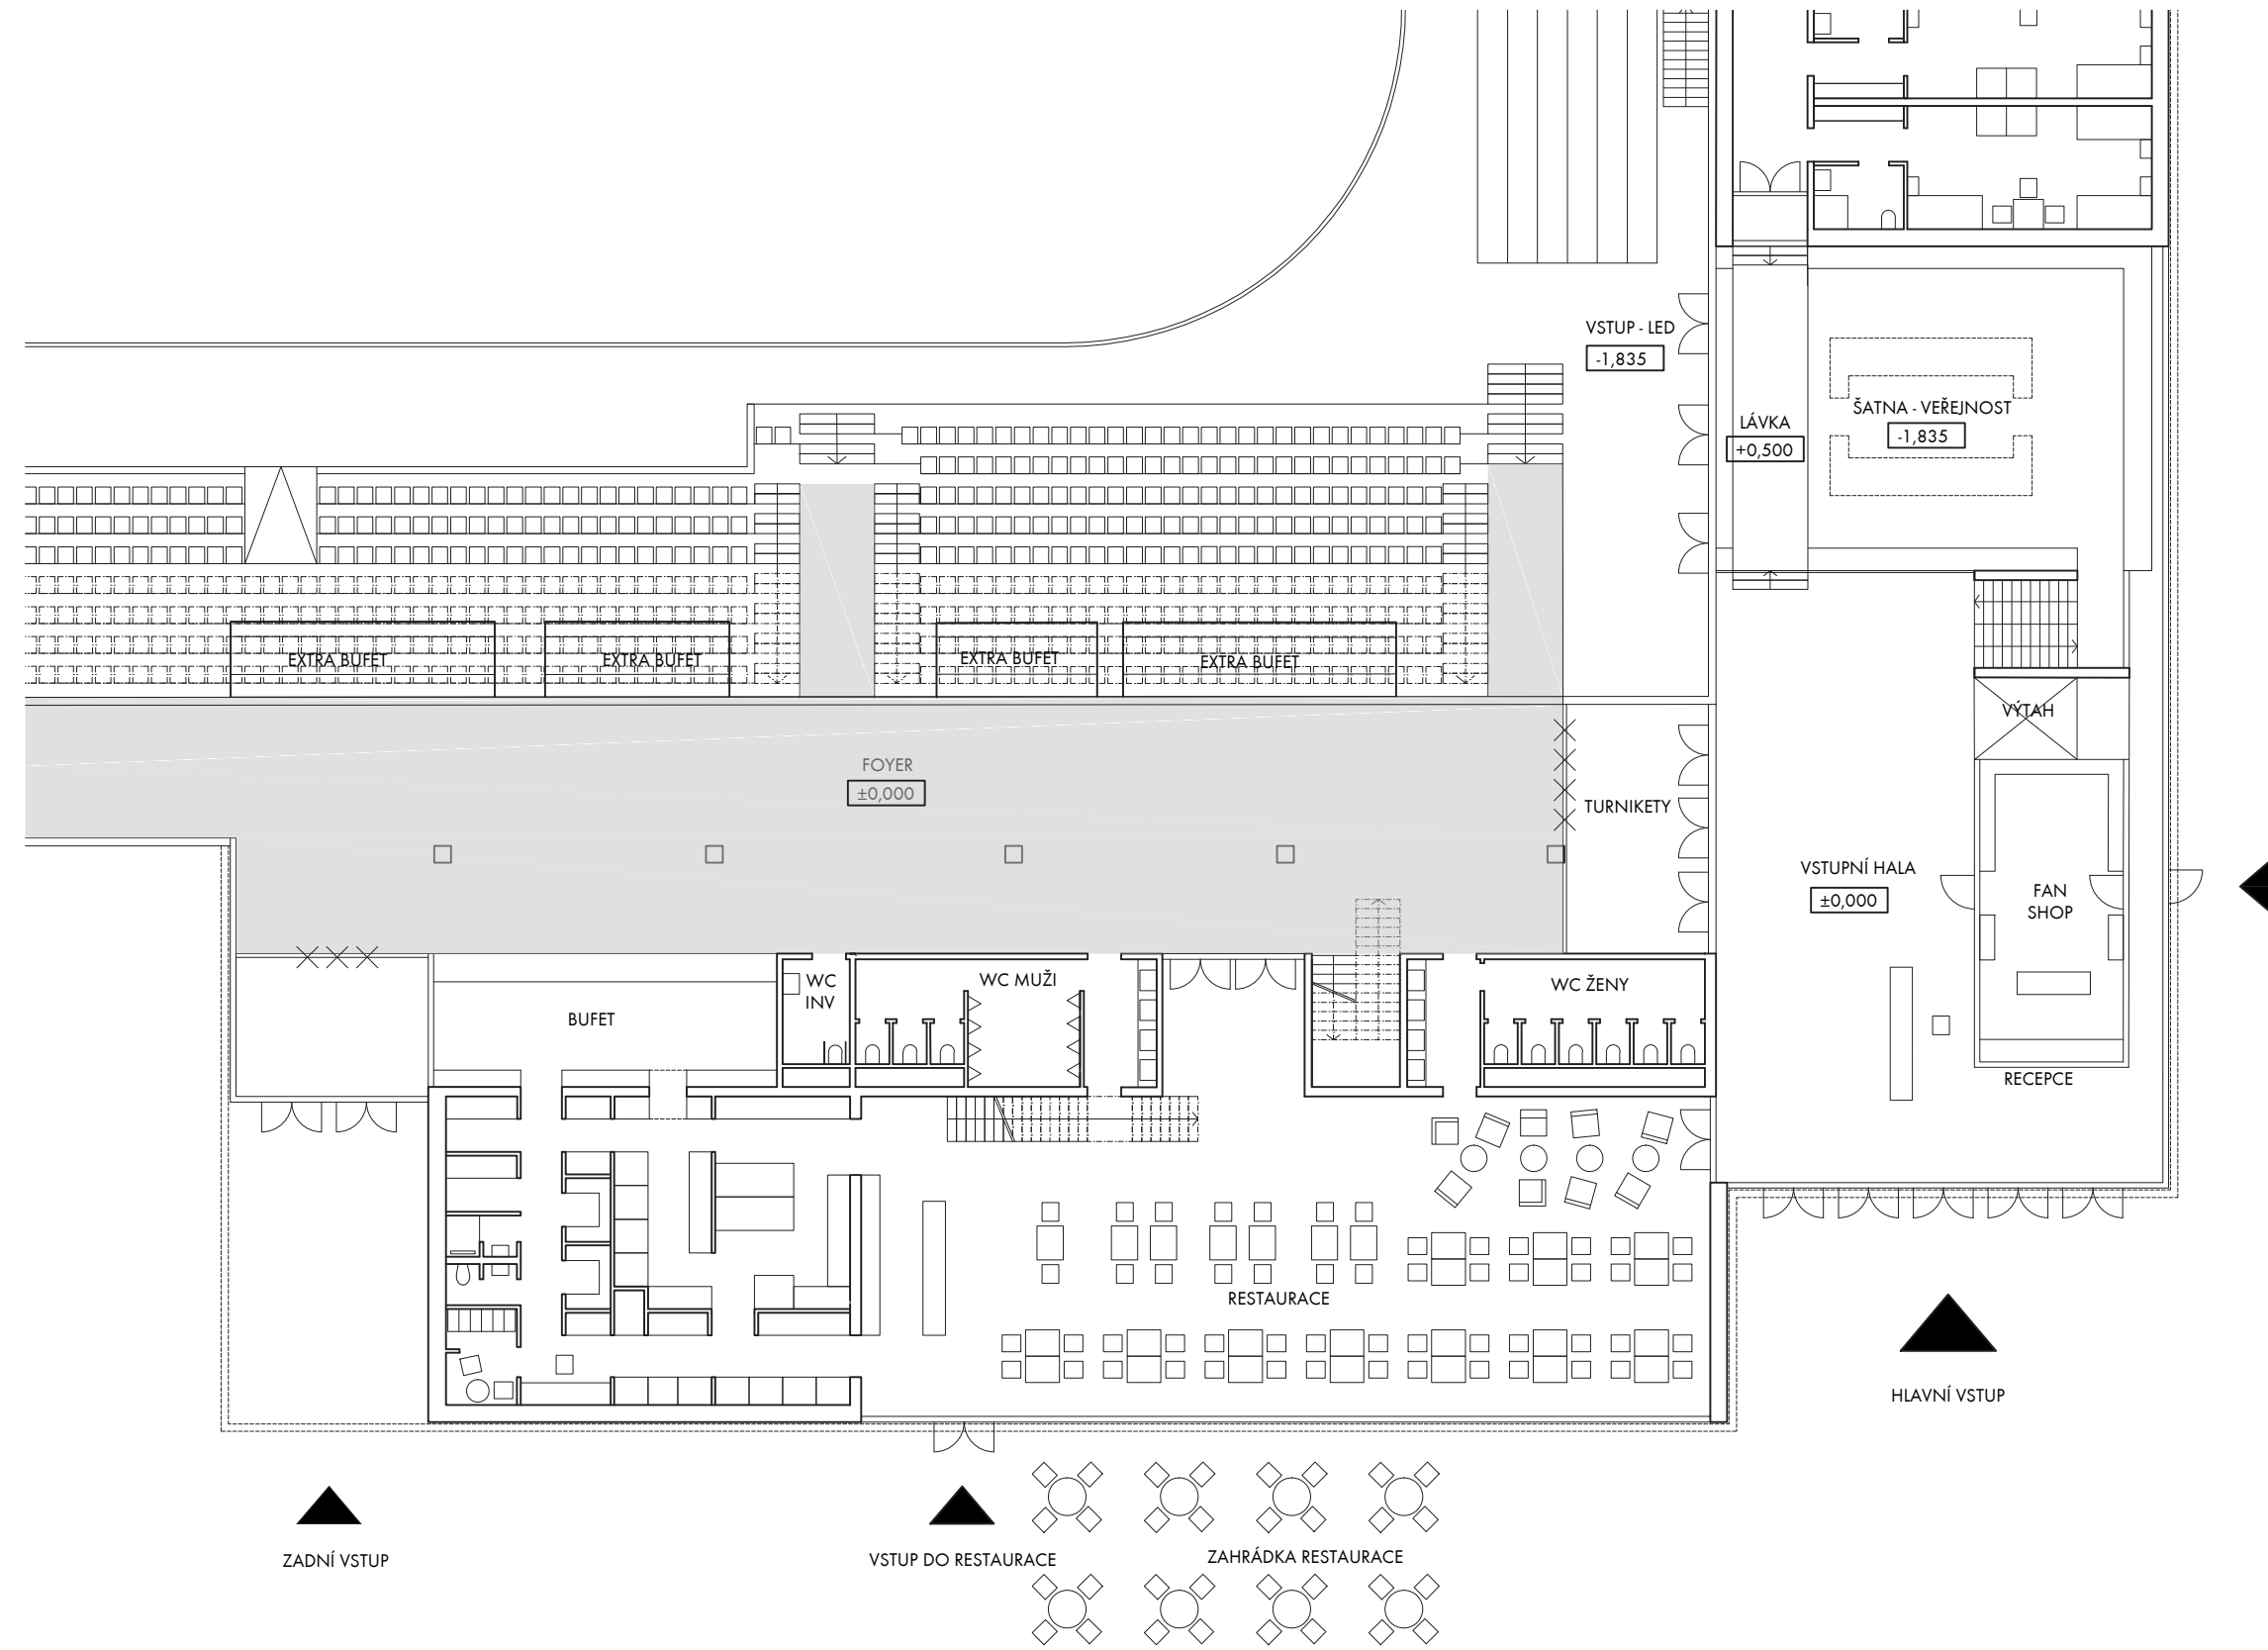 VSTUP - LED
-1,835
ŠATNA - VEŘEJNOST
-1,835
LÁVKA
+0,500
EXTRA BUFET
EXTRA BUFET
EXTRA BUFET
EXTRA BUFET
VÝTAH
FOYER
±0,000
TURNIKETY
VSTUPNÍ HALA
±0,000
FAN
SHOP
WC
INV
WC MUŽI
WC ŽENY
BUFET
RECEPCE
RESTAURACE
HLAVNÍ VSTUP
ZADNÍ VSTUP
VSTUP DO RESTAURACE
ZAHRÁDKA RESTAURACE